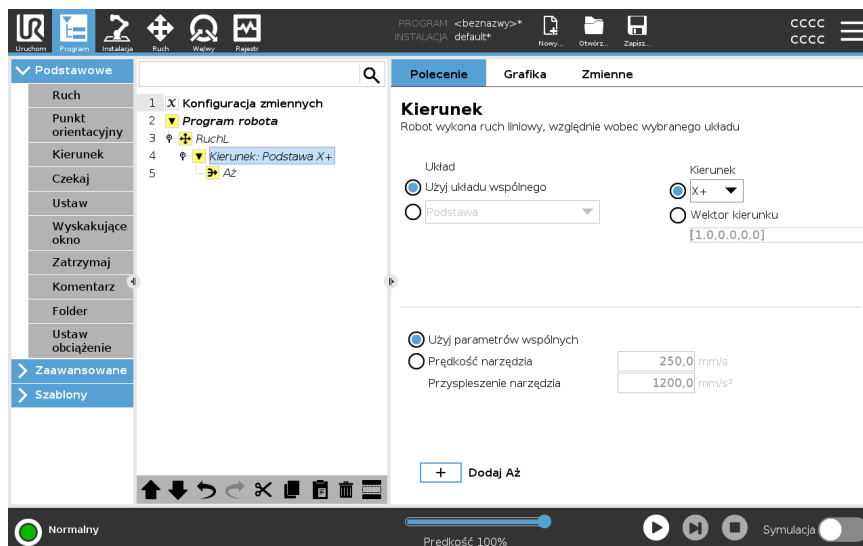 PROGRAM <beznazwy>*
INSTALACJA default*
CCCC
CCCC
Uruchom Program Instalacja Ruch We/wy Rejestr Nowy... Otwórz... Zapisz...
Podstawowe
Ruch
Punkt
orientacyjny
Kierunek
Czekaj
Ustaw
Wyskakujące
okno
Zatrzymaj
Komentarz
Folder
Ustaw
obciążenie
Zaawansowane
Szablony
1 X Konfiguracja zmiennych
2 Program robota
3 RuchL
4 Kierunek: Podstawa X+
5 Aż
Polecenie Grafika Zmienne
Kierunek
Robot wykona ruch liniowy, względnie wobec wybranego układu
Układ
Użyj układu wspólnego
Podstawa
Kierunek
X+
Wektor kierunku
[1.0,0.0,0.0]
Użyj parametrów wspólnych
Prędkość narzędzia 250,0 mm/s
Przyspieszenie narzędzia 1200,0 mm/s²
+ Dodaj Aż
Normalny
Prędkość 100%
Symulacja